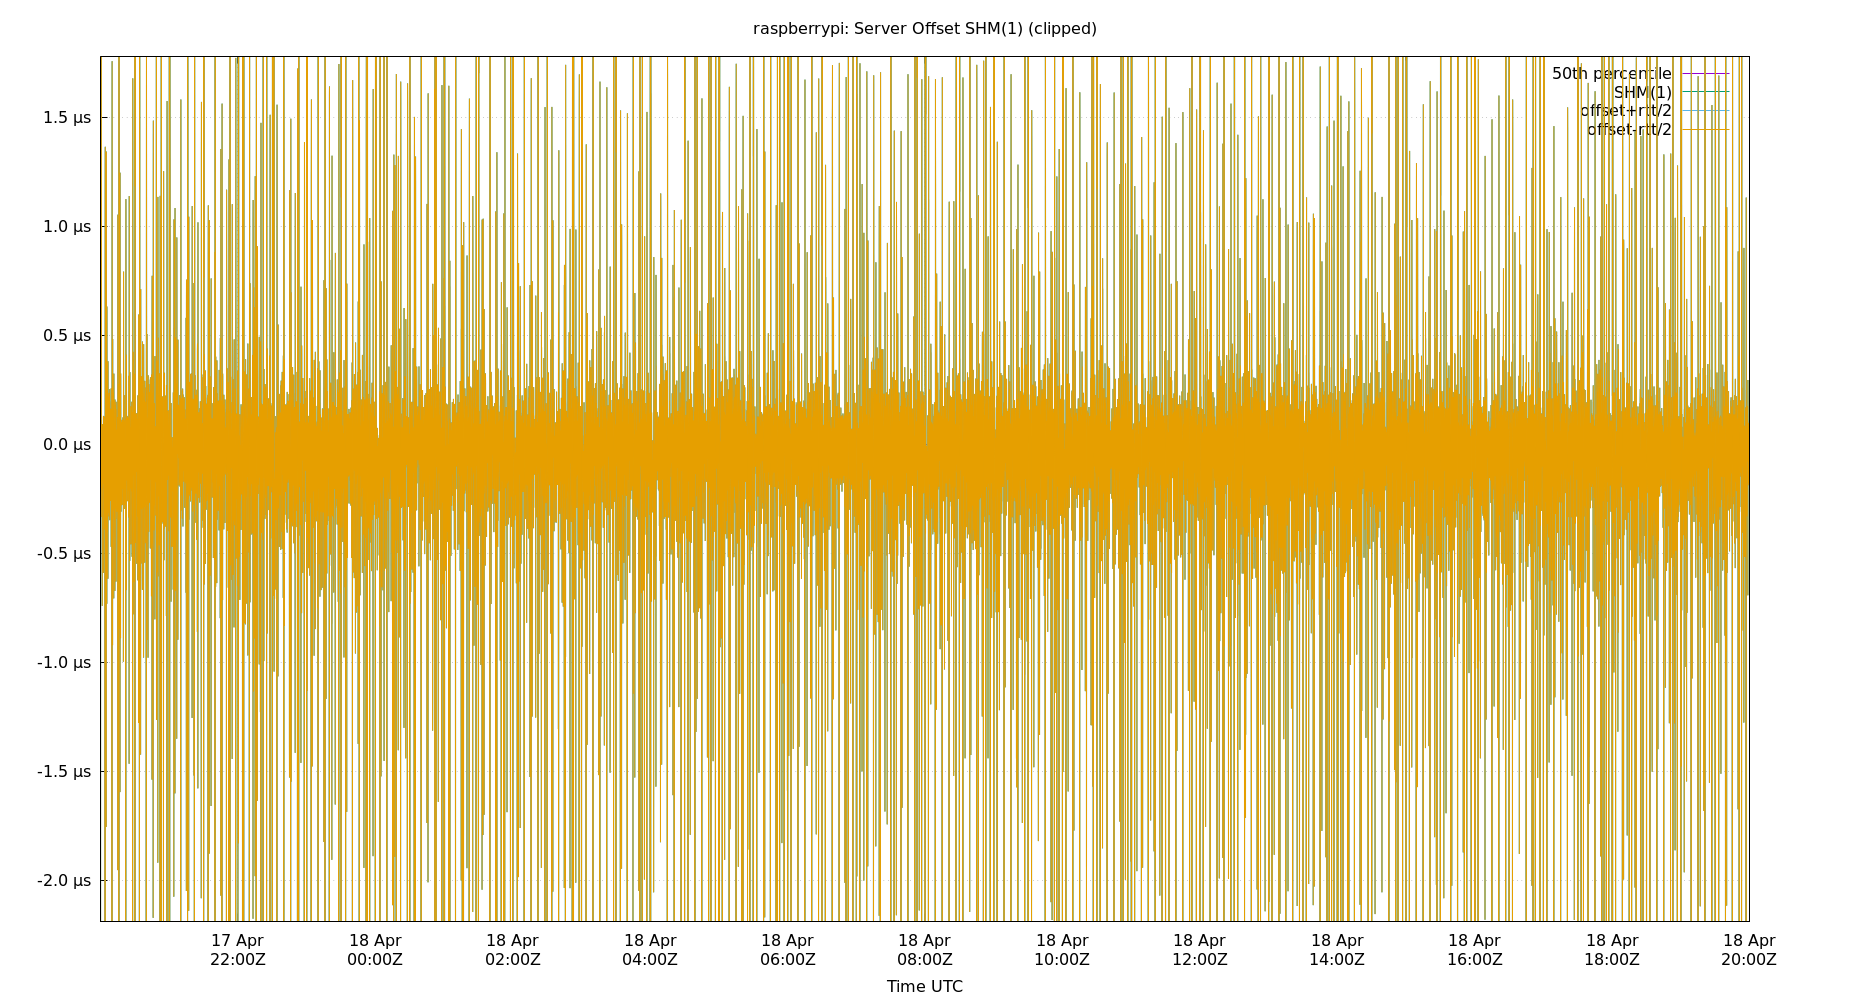 raspberrypi: Server Offset SHM(1) (clipped)
50th percentile
SHM(1)
offset+rtt/2
offset-rtt/2
1.5 µs
1.0 µs
0.5 µs
0.0 µs
-0.5 µs
-1.0 µs
-1.5 µs
-2.0 µs
17 Apr 18 Apr 18 Apr 18 Apr 18 Apr 18 Apr 18 Apr 18 Apr 18 Apr 18 Apr 18 Apr 18 Apr
22:00Z 00:00Z 02:00Z 04:00Z 06:00Z 08:00Z 10:00Z 12:00Z 14:00Z 16:00Z 18:00Z 20:00Z
Time UTC